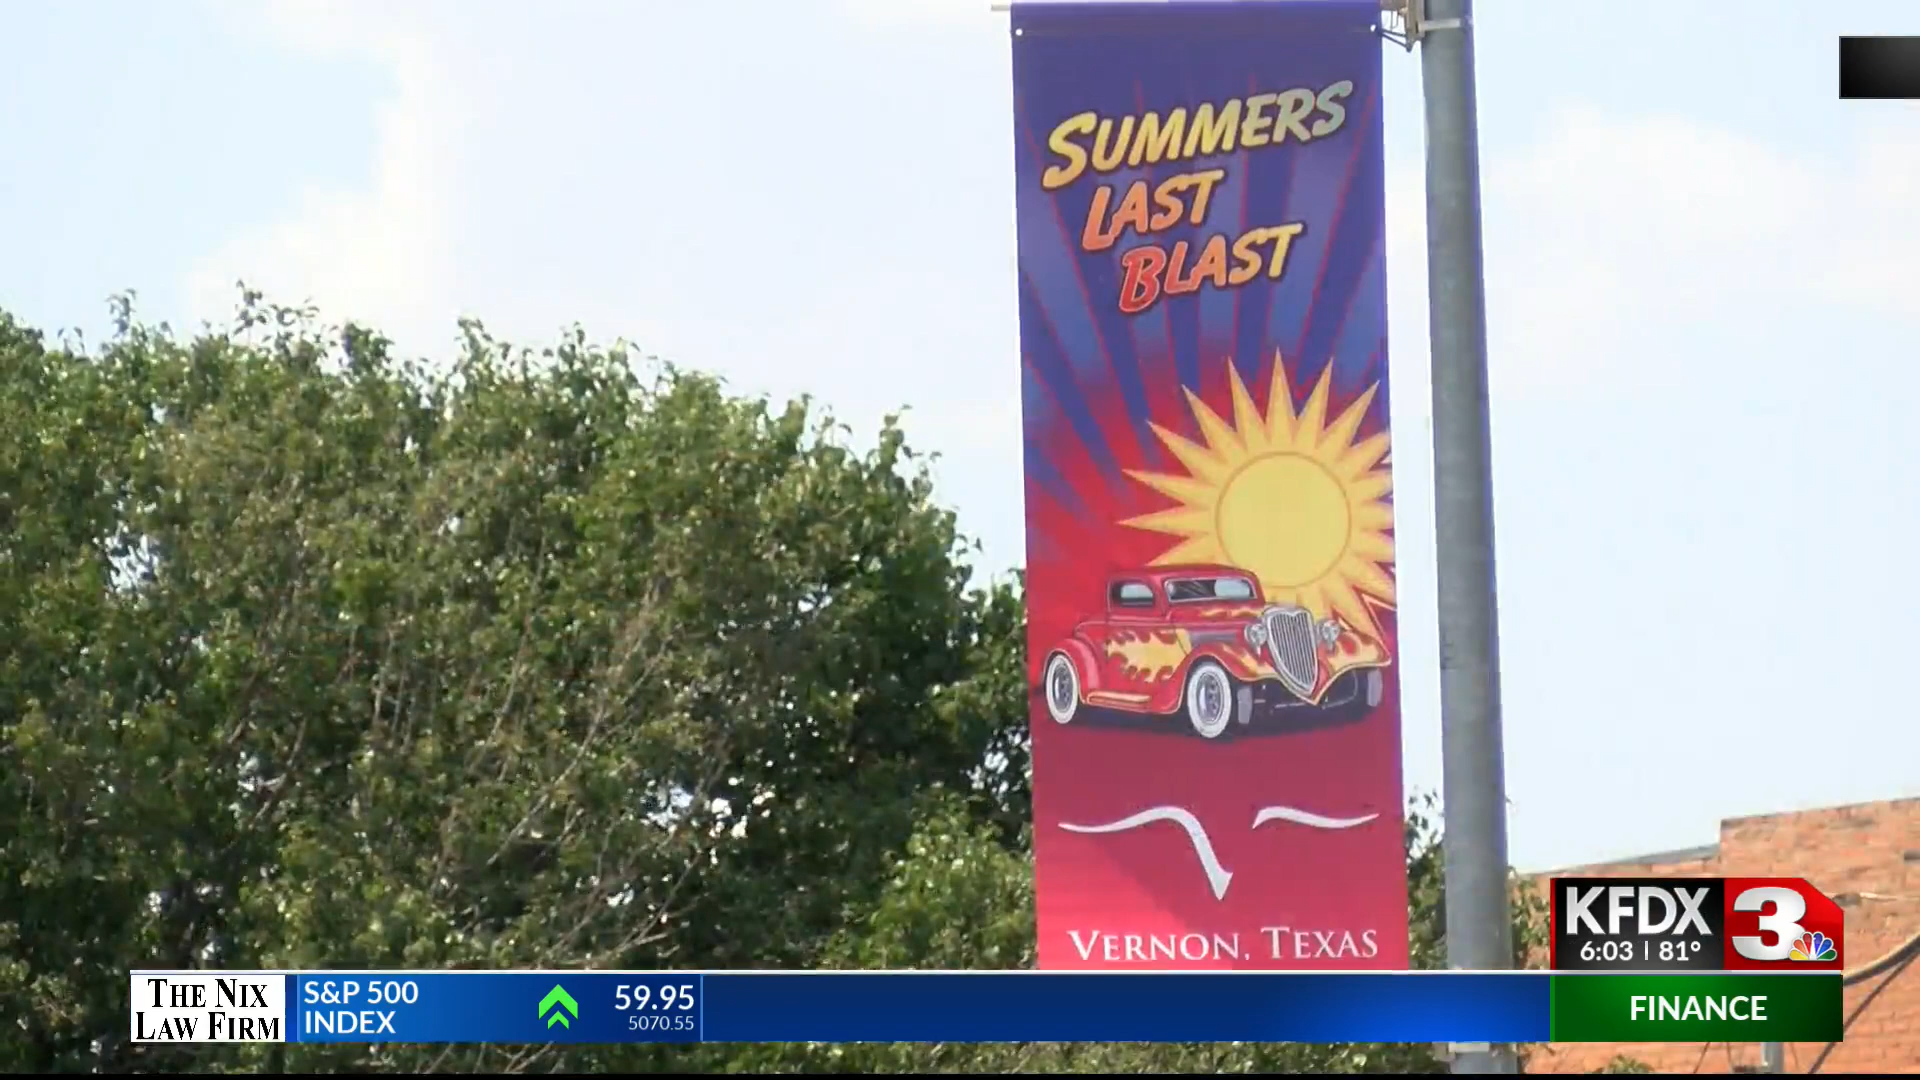 SUMMERS
LAST
BLAST
VERNON, TEXAS
KFDX 3
6:03 | 81°
THE NIX
LAW FIRM
S&P 500
INDEX
59.95
5070.55
FINANCE